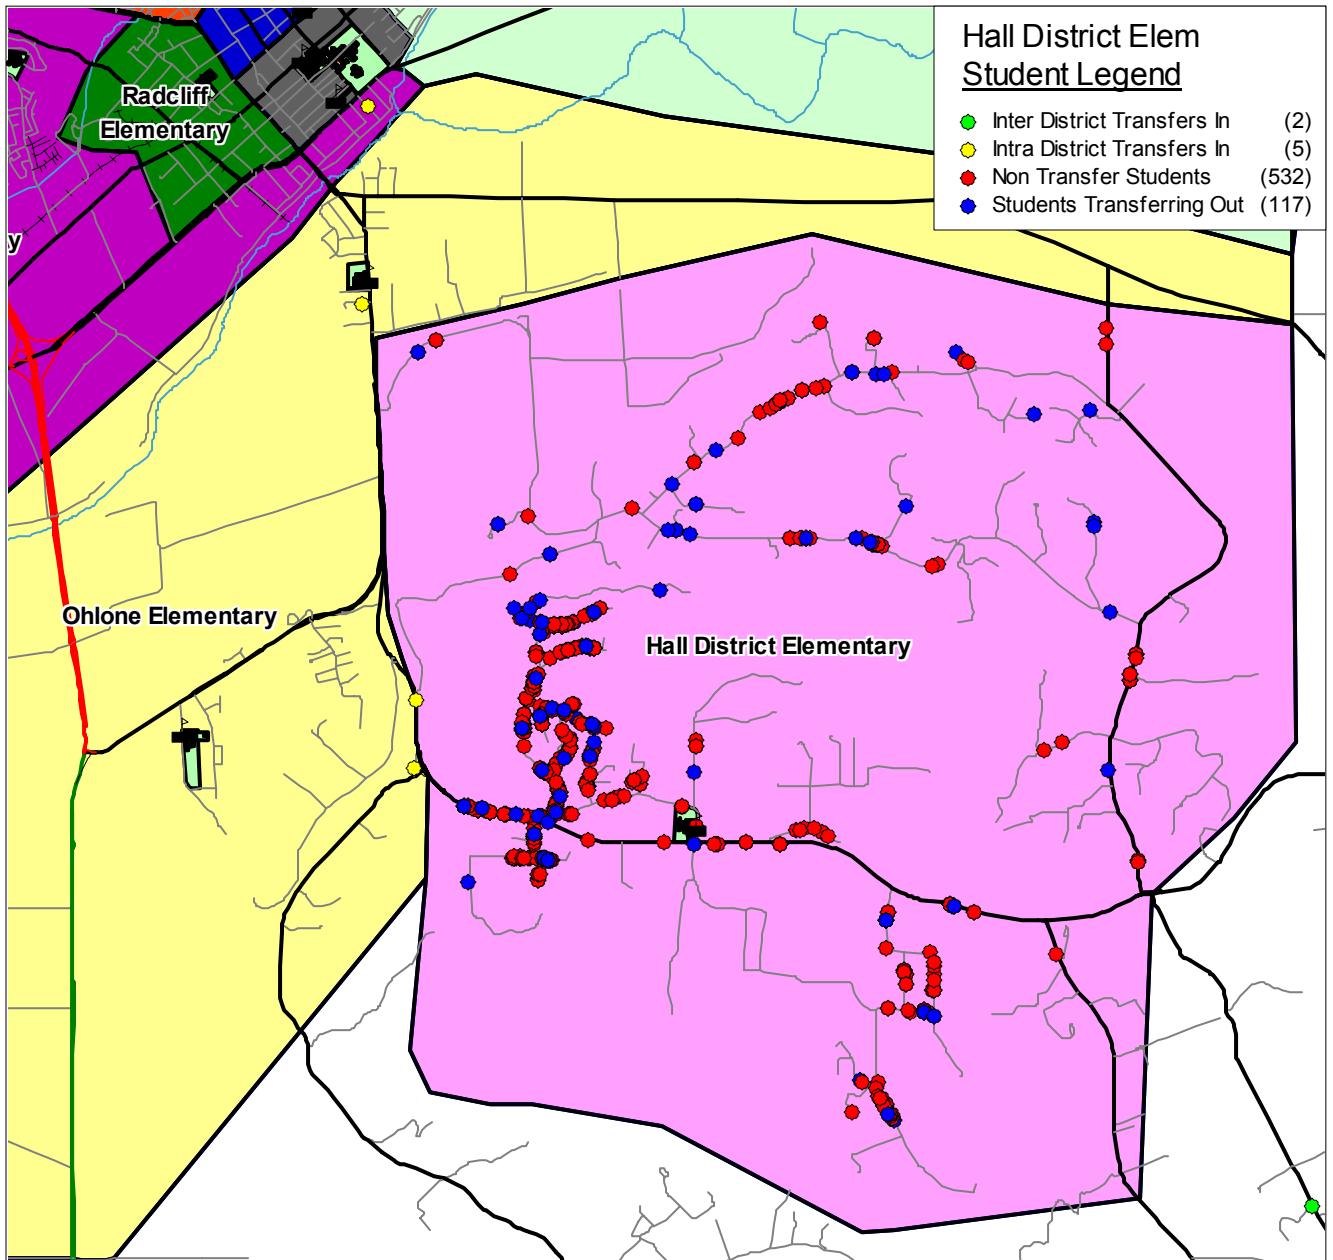 Hall District Elem
Student Legend
Inter District Transfers In (2)
Intra District Transfers In (5)
Non Transfer Students (532)
Students Transferring Out (117)
Radcliff
Elementary
y
Ohlone Elementary
Hall District Elementary